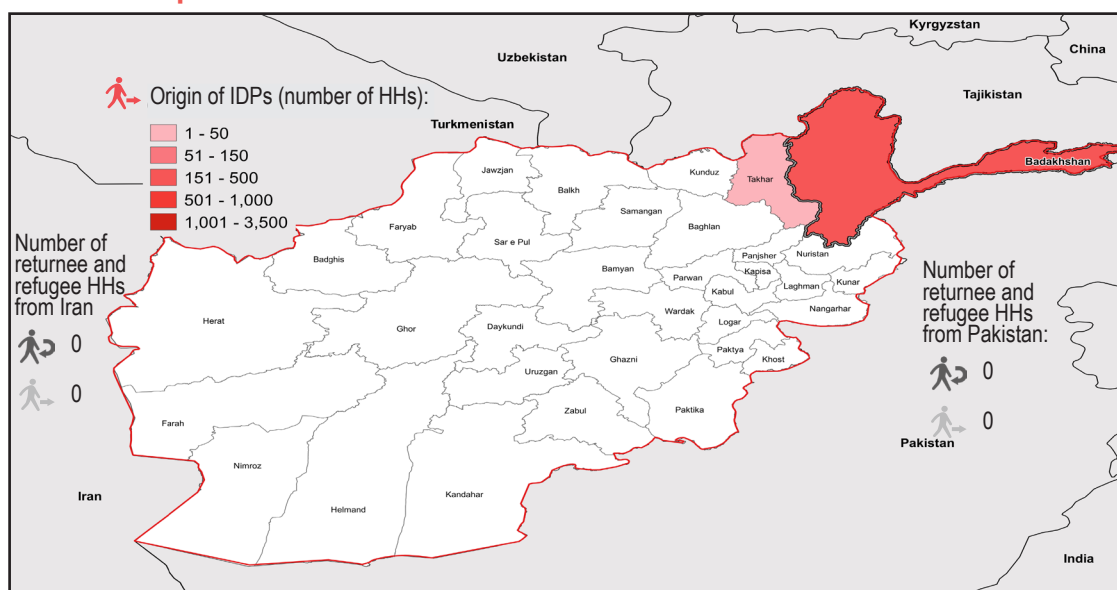 Kyrgyzstan
China
Uzbekistan
Tajikistan
Turkmenistan
Origin of IDPs (number of HHs):
1 - 50
51 - 150
151 - 500
501 - 1,000
1,001 - 3,500
Badakhshan
Takhar
Kunduz
Jawzjan
Balkh
Samangan
Baghlan
Faryab
Sar e Pul
Badghis
Bamyan
Panjsher
Nuristan
Parwan
Kapisa
Kunar
Laghman
Kabul
Nangarhar
Herat
Ghor
Daykundi
Wardak
Logar
Ghazni
Paktya
Khost
Uruzgan
Zabul
Paktika
Farah
Nimroz
Helmand
Kandahar
Number of
returnee and
refugee HHs
from Iran
0
0
Number of
returnee and
refugee HHs
from Pakistan:
0
0
Pakistan
Iran
India